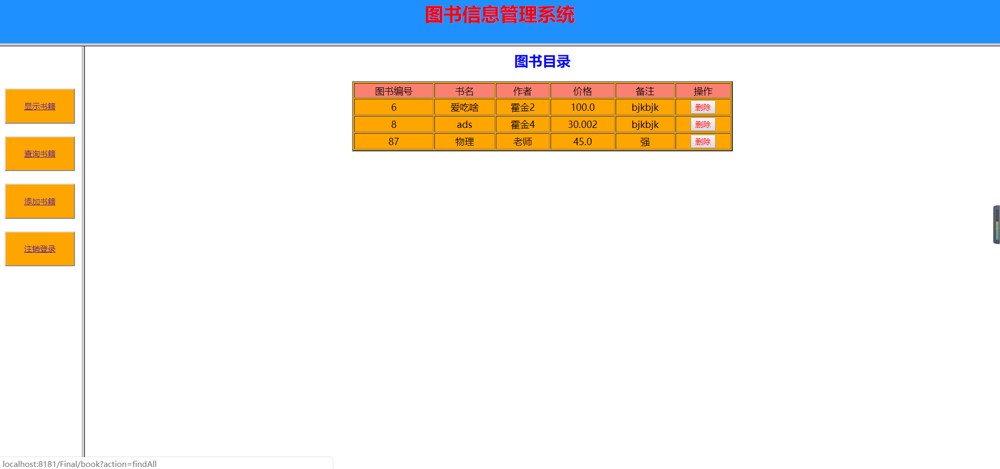 图书信息管理系统
显示书籍
查询书籍
添加书籍
注销登录
图书目录
图书编号 书名 作者 价格 备注 操作
6 爱吃啥 霍金2 100.0 bjkbjk 删除
8 ads 霍金4 30.002 bjkbjk 删除
87 物理 老师 45.0 强 删除
localhost:8181/Final/book?action=findAll